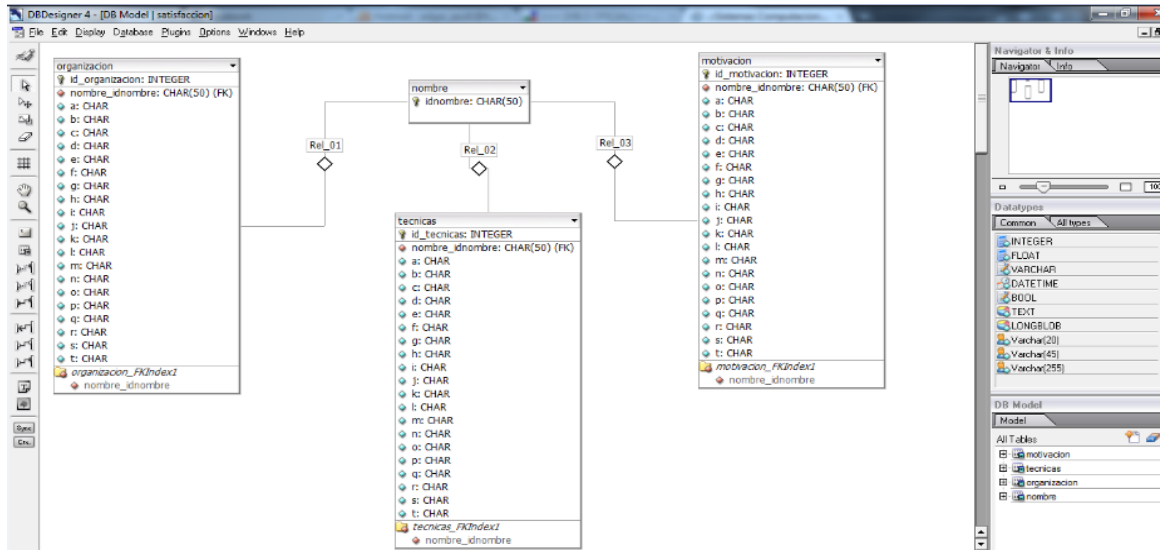 DBDesigner 4 - [DB Model | satisfaccion]
File Edit Display Database Plugins Options Windows Help
organizacion
id_organizacion: INTEGER
nombre_idnombre: CHAR(50) (FK)
a: CHAR
b: CHAR
c: CHAR
d: CHAR
e: CHAR
f: CHAR
g: CHAR
h: CHAR
i: CHAR
j: CHAR
k: CHAR
l: CHAR
m: CHAR
n: CHAR
o: CHAR
p: CHAR
q: CHAR
r: CHAR
s: CHAR
t: CHAR
organizacion_FKIndex1
nombre_idnombre
Rel_01
nombre
idnombre: CHAR(50)
Rel_02
Rel_03
tecnicas
id_tecnicas: INTEGER
nombre_idnombre: CHAR(50) (FK)
a: CHAR
b: CHAR
c: CHAR
d: CHAR
e: CHAR
f: CHAR
g: CHAR
h: CHAR
i: CHAR
j: CHAR
k: CHAR
l: CHAR
m: CHAR
n: CHAR
o: CHAR
p: CHAR
q: CHAR
r: CHAR
s: CHAR
t: CHAR
tecnicas_FKIndex1
nombre_idnombre
motivacion
id_motivacion: INTEGER
nombre_idnombre: CHAR(50) (FK)
a: CHAR
b: CHAR
c: CHAR
d: CHAR
e: CHAR
f: CHAR
g: CHAR
h: CHAR
i: CHAR
j: CHAR
k: CHAR
l: CHAR
m: CHAR
n: CHAR
o: CHAR
p: CHAR
q: CHAR
r: CHAR
s: CHAR
t: CHAR
motivacion_FKIndex1
nombre_idnombre
Navigator & Info
Navigator Info
100
Datatypes
Common All types
INTEGER
FLOAT
VARCHAR
DATETIME
BOOL
TEXT
LONGBLOB
Varchar(20)
Varchar(45)
Varchar(255)
DB Model
Model
All Tables
motivacion
tecnicas
organizacion
nombre
Sync